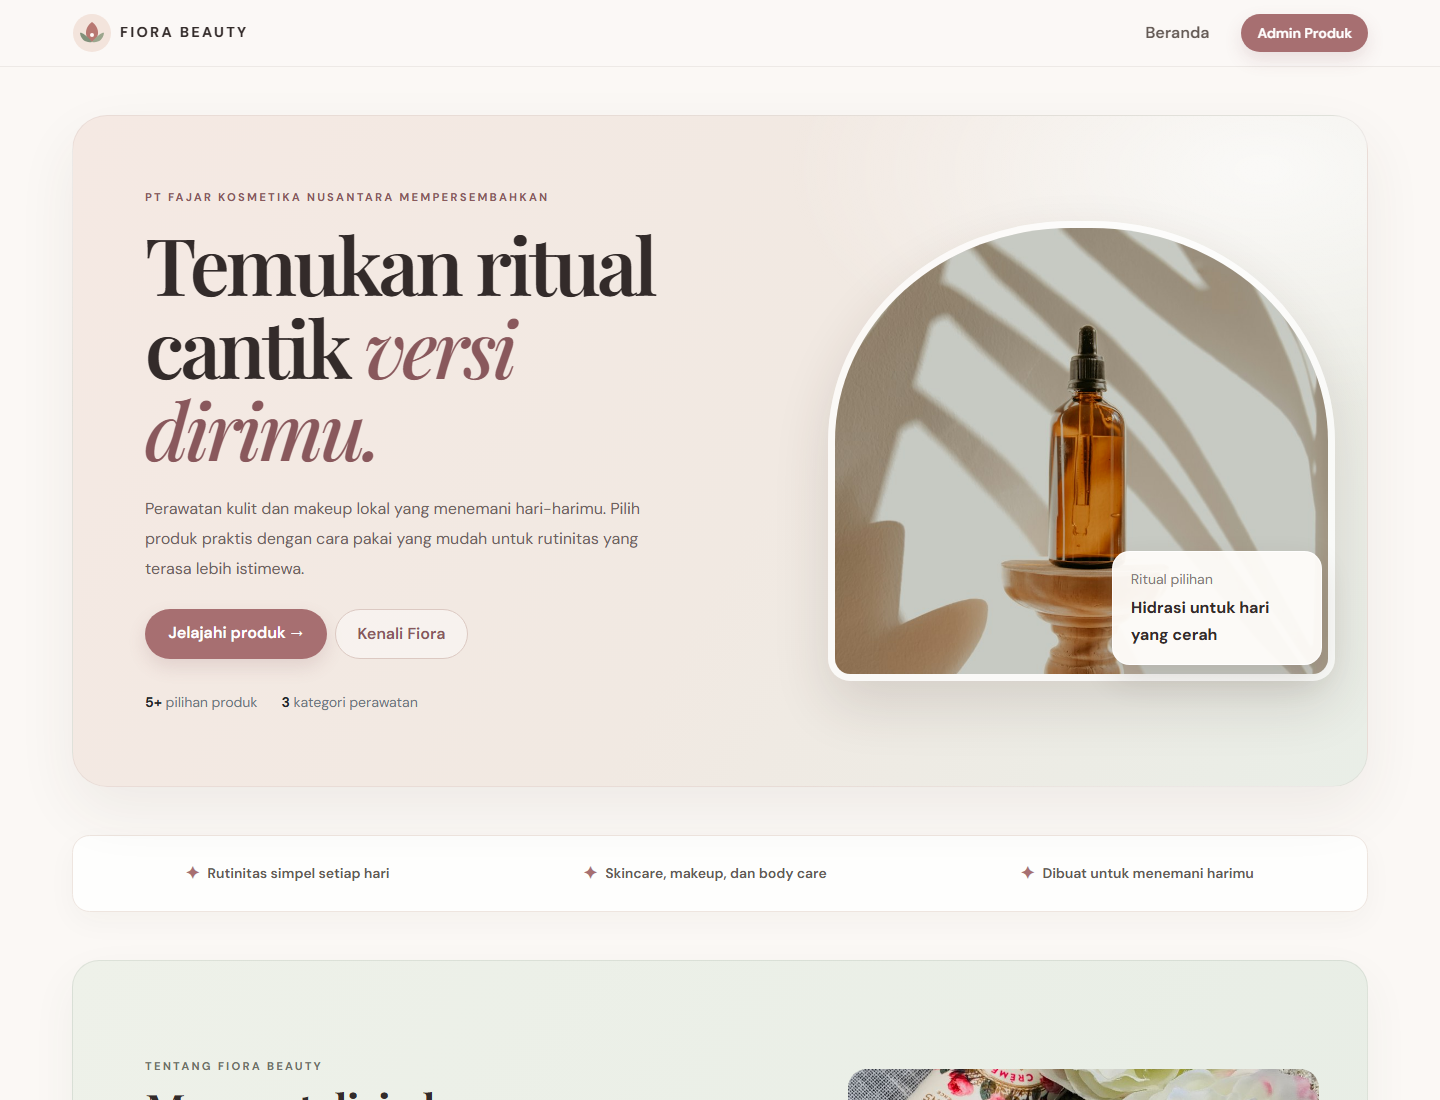 FIORA BEAUTY
Beranda
Admin Produk
PT FAJAR KOSMETIKA NUSANTARA MEMPERSEMBAHKAN
Temukan ritual
cantik versi
dirimu.
Perawatan kulit dan makeup lokal yang menemani hari-harimu. Pilih
produk praktis dengan cara pakai yang mudah untuk rutinitas yang
terasa lebih istimewa.
Jelajahi produk →
Kenali Fiora
5+ pilihan produk
3 kategori perawatan
Ritual pilihan
Hidrasi untuk hari
yang cerah
✦ Rutinitas simpel setiap hari
✦ Skincare, makeup, dan body care
✦ Dibuat untuk menemani harimu
TENTANG FIORA BEAUTY